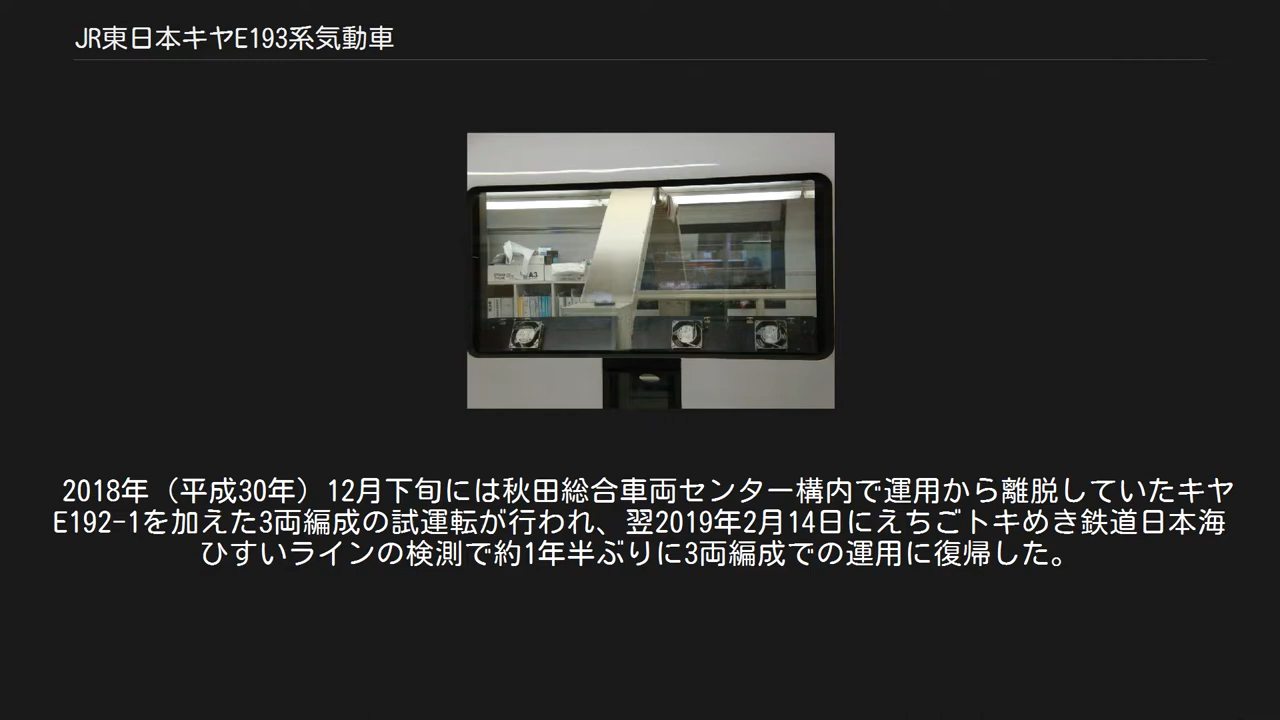 JR東日本キヤE193系気動車
A3
2018年（平成30年）12月下旬には秋田総合車両センター構内で運用から離脱していたキヤ
E192-1を加えた3両編成の試運転が行われ、翌2019年2月14日にえちごトキめき鉄道日本海
ひすいラインの検測で約1年半ぶりに3両編成での運用に復帰した。